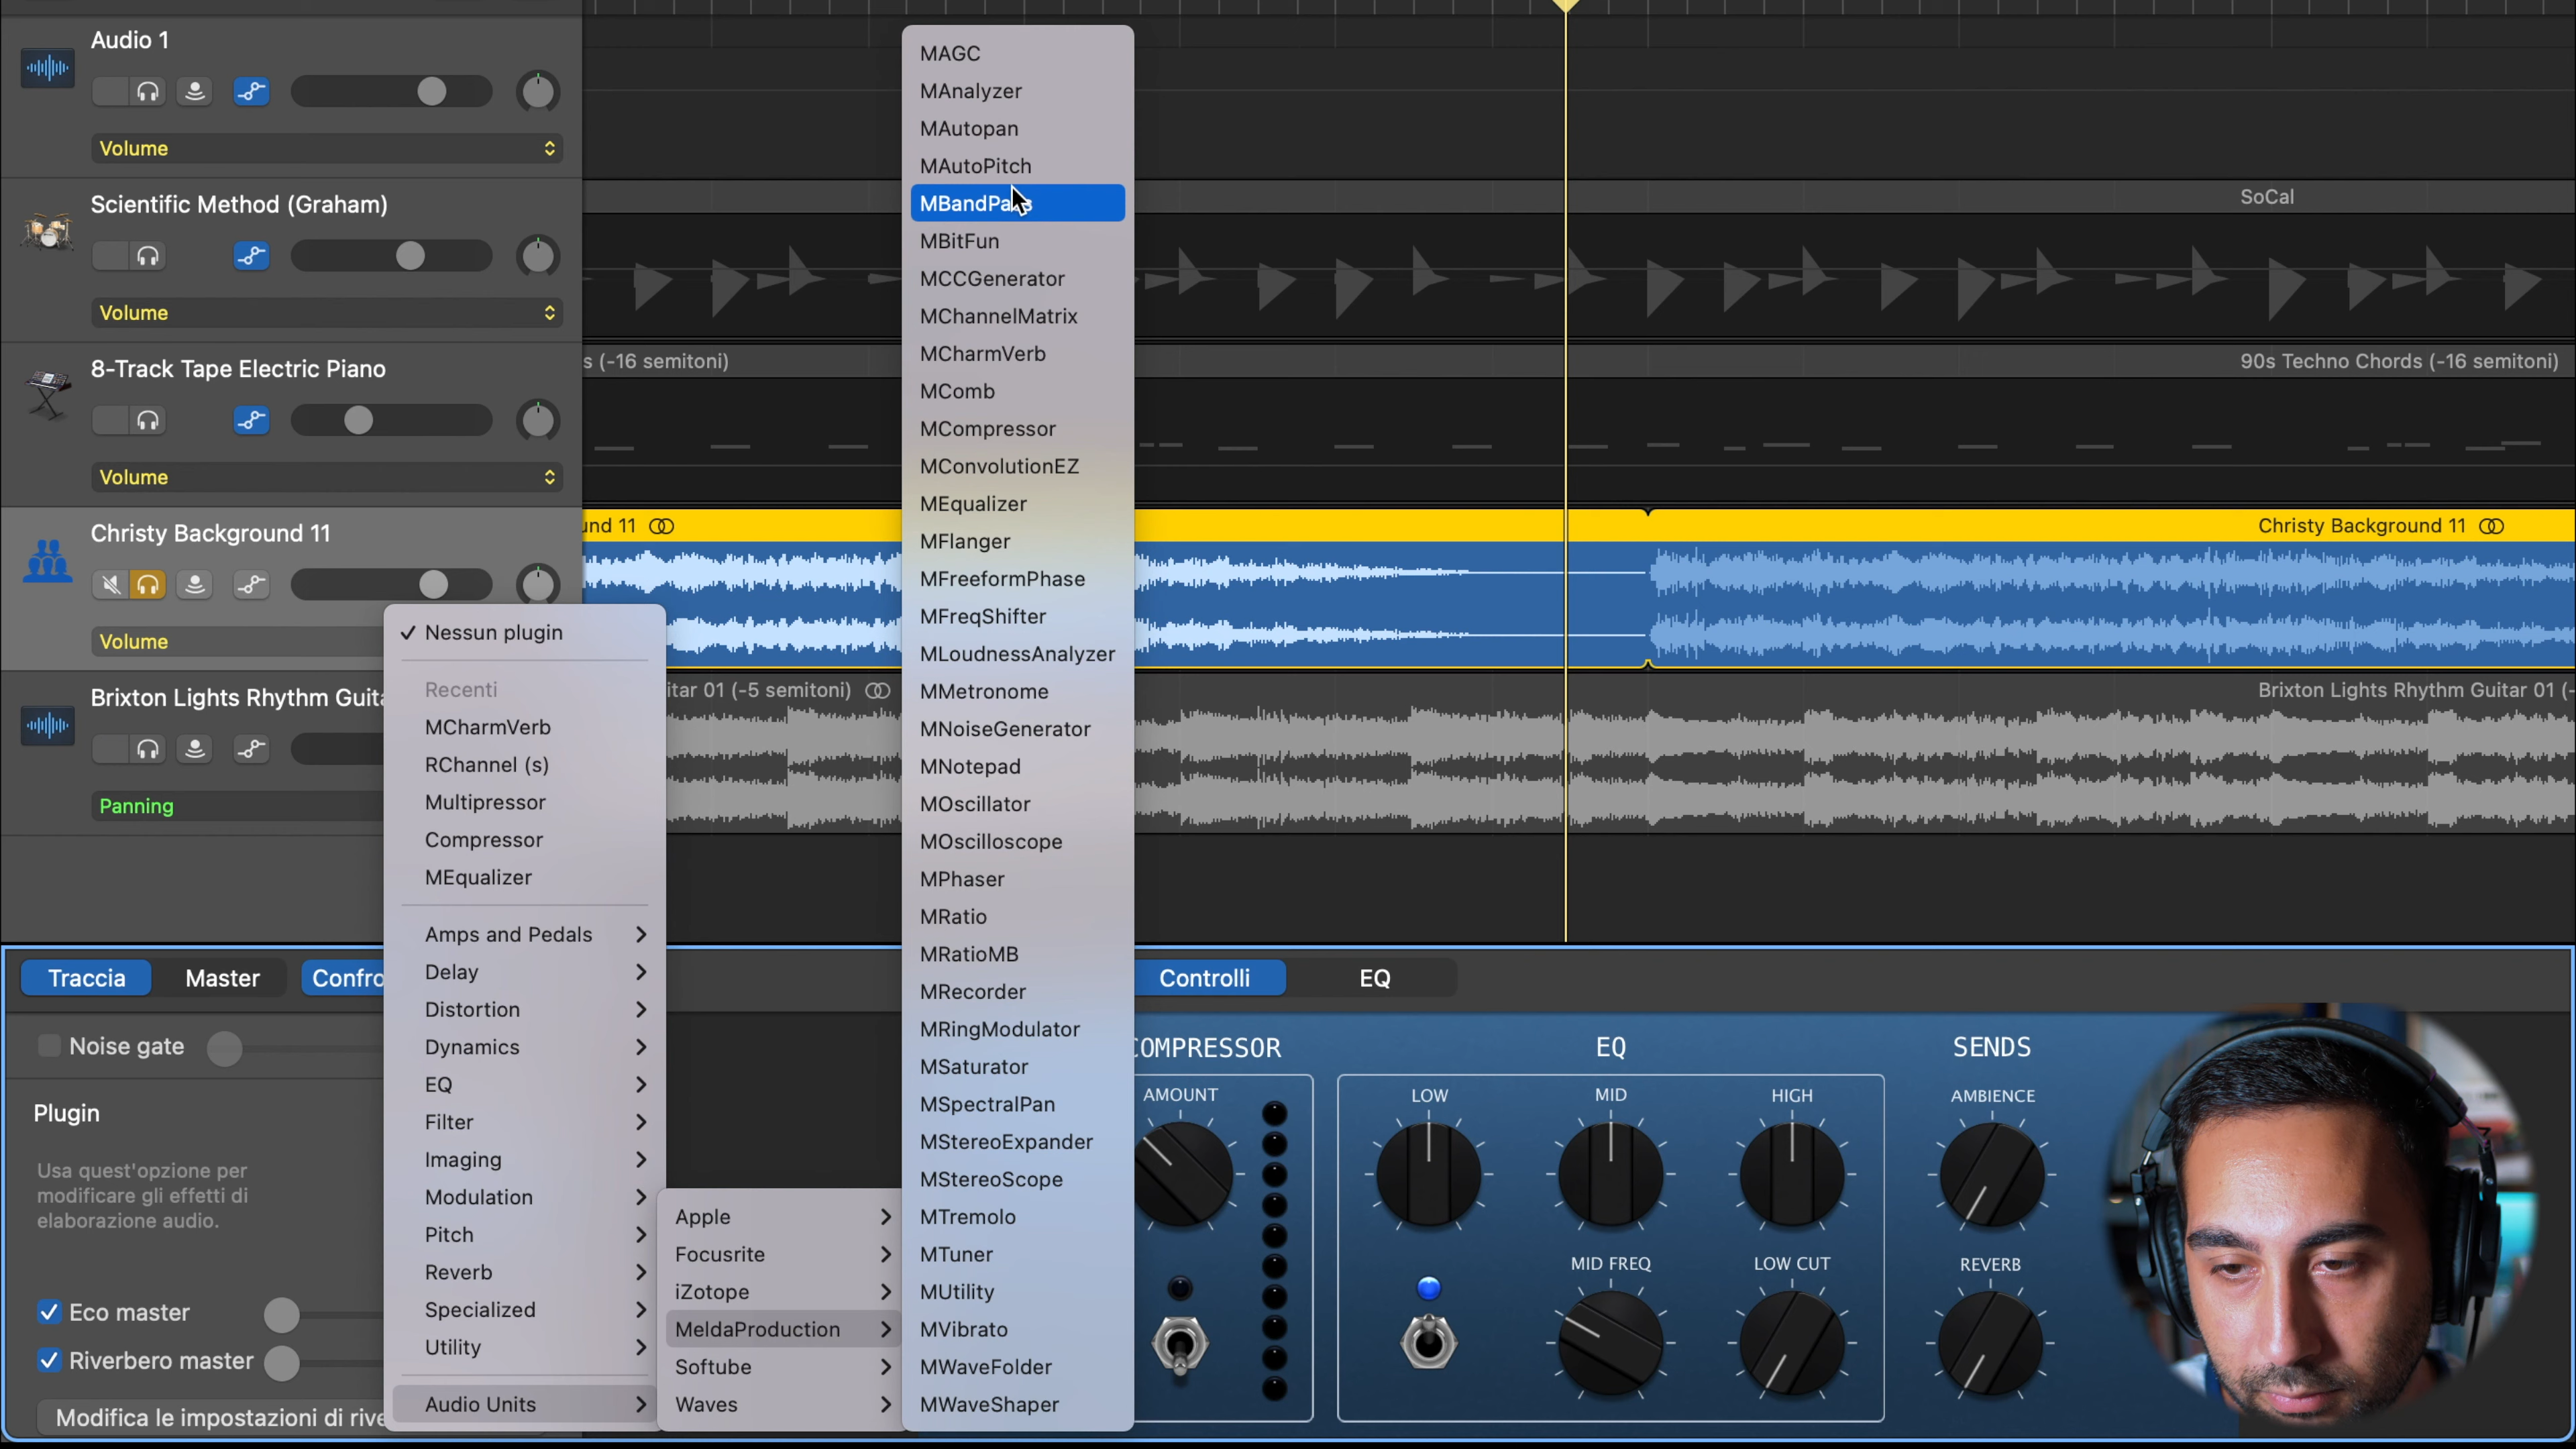 Audio 1
Volume
Scientific Method (Graham)
Volume
8-Track Tape Electric Piano
Volume
Christy Background 11
Volume
Brixton Lights Rhythm Guita
Panning
SoCal
s (-16 semitoni)
90s Techno Chords (-16 semitoni)
und 11
Christy Background 11
itar 01 (-5 semitoni)
Brixton Lights Rhythm Guitar 01 (-
✓ Nessun plugin
Recenti
MCharmVerb
RChannel (s)
Multipressor
Compressor
MEqualizer
Amps and Pedals
Delay
Distortion
Dynamics
EQ
Filter
Imaging
Modulation
Pitch
Reverb
Specialized
Utility
Audio Units
Apple
Focusrite
iZotope
MeldaProduction
Softube
Waves
MAGC
MAnalyzer
MAutopan
MAutoPitch
MBandPass
MBitFun
MCCGenerator
MChannelMatrix
MCharmVerb
MComb
MCompressor
MConvolutionEZ
MEqualizer
MFlanger
MFreeformPhase
MFreqShifter
MLoudnessAnalyzer
MMetronome
MNoiseGenerator
MNotepad
MOscillator
MOscilloscope
MPhaser
MRatio
MRatioMB
MRecorder
MRingModulator
MSaturator
MSpectralPan
MStereoExpander
MStereoScope
MTremolo
MTuner
MUtility
MVibrato
MWaveFolder
MWaveShaper
Traccia
Master
Confro
Controlli
EQ
Noise gate
Plugin
Usa quest'opzione per
modificare gli effetti di
elaborazione audio.
Eco master
Riverbero master
Modifica le impostazioni di rive
COMPRESSOR
AMOUNT
EQ
LOW
MID
HIGH
MID FREQ
LOW CUT
SENDS
AMBIENCE
REVERB